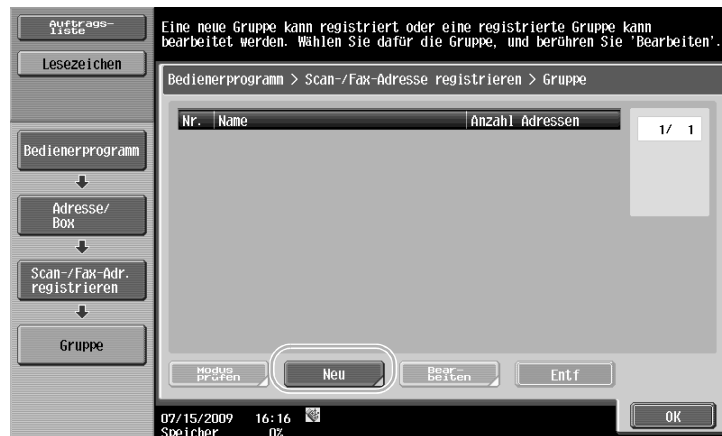 Auftrags-
liste
Lesezeichen
Eine neue Gruppe kann registriert oder eine registrierte Gruppe kann
bearbeitet werden. Wählen Sie dafür die Gruppe, und berühren Sie 'Bearbeiten'.
Bedienerprogramm > Scan-/Fax-Adresse registrieren > Gruppe
Nr. Name Anzahl Adressen
1/ 1
Bedienerprogramm
Adresse/
Box
Scan-/Fax-Adr.
registrieren
Gruppe
Modus
prüfen
Neu
Bear-
beiten
Entf
07/15/2009 16:16
Speicher 0%
OK